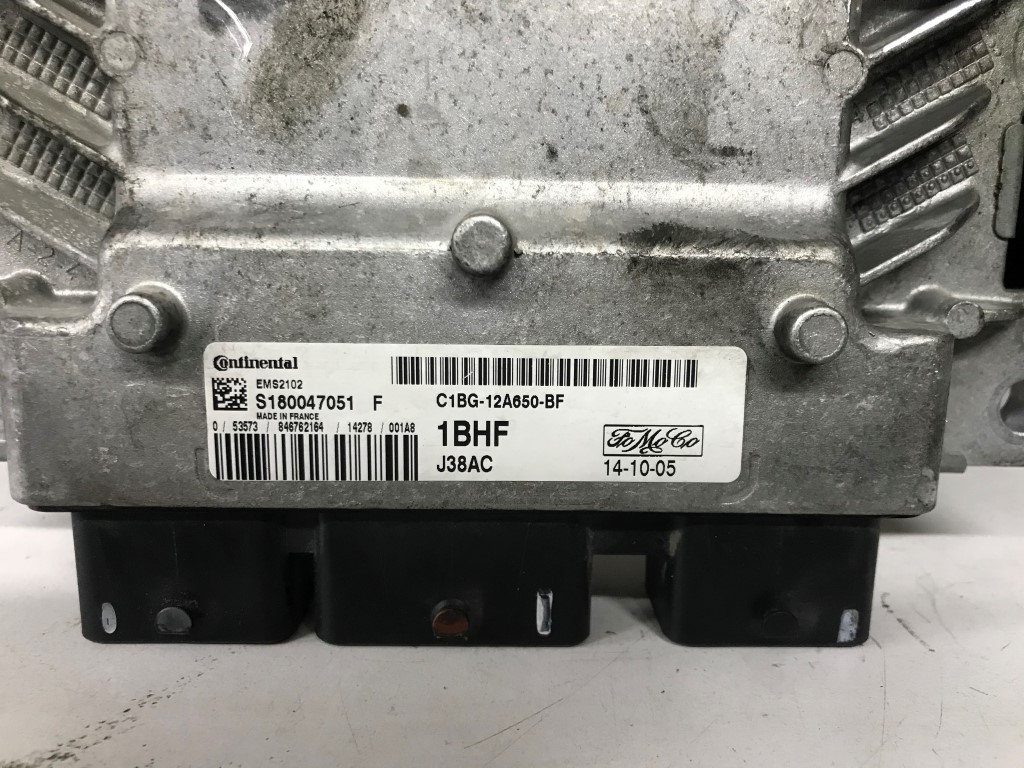 Continental
EMS2102
S180047051 F
MADE IN FRANCE
0 / 53573 / 846762164 / 14278 / 001A8
C1BG-12A650-BF
1BHF
FoMoCo
J38AC
14-10-05